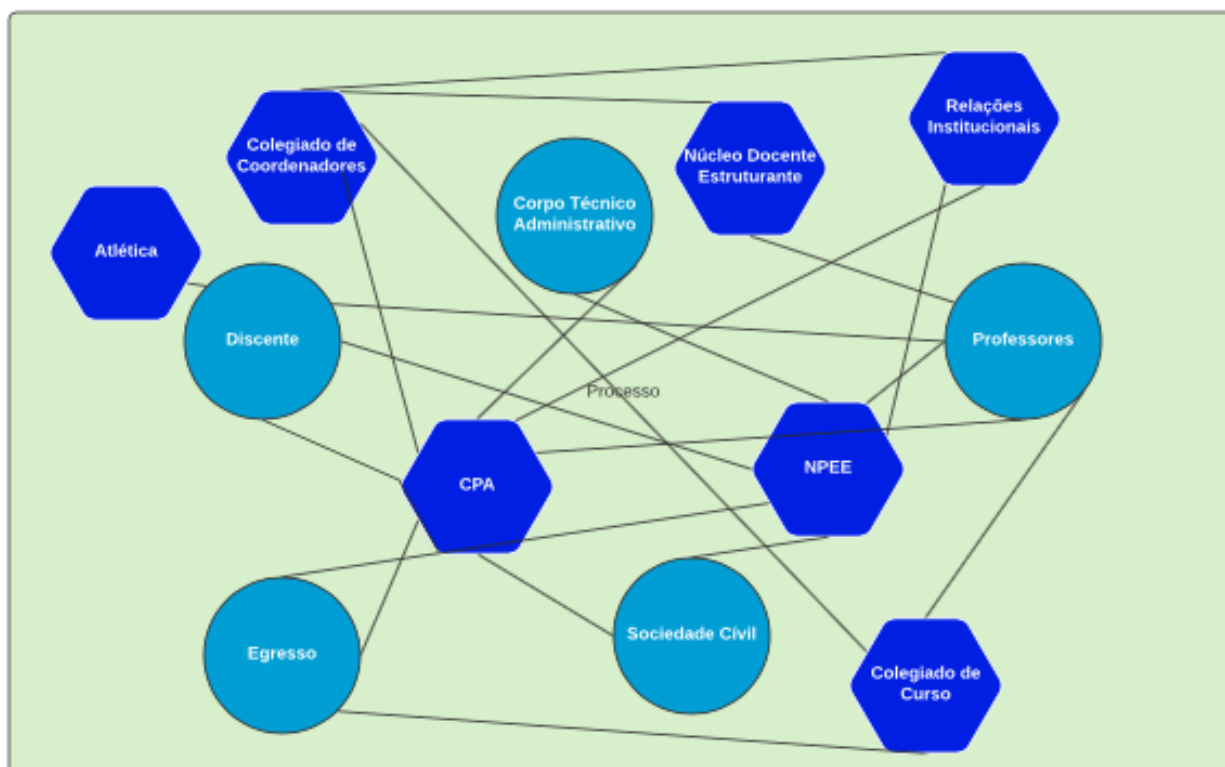 Relações
Institucionais
Colegiado de
Coordenadores
Núcleo Docente
Estruturante
Corpo Técnico
Administrativo
Atlética
Discente
Professores
Processo
CPA
NPEE
Egresso
Sociedade Cívil
Colegiado de
Curso